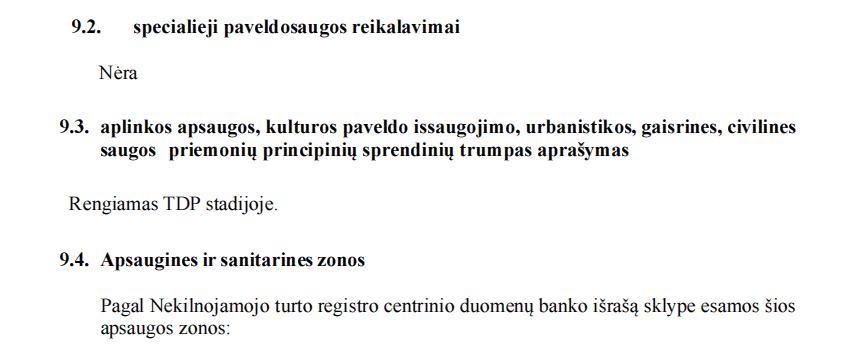 9.2. specialieji paveldosaugos reikalavimai
Nėra
9.3. aplinkos apsaugos, kulturos paveldo issaugojimo, urbanistikos, gaisrines, civilines
saugos priemonių principinių sprendinių trumpas aprašymas
Rengiamas TDP stadijoje.
9.4. Apsaugines ir sanitarines zonos
Pagal Nekilnojamojo turto registro centrinio duomenų banko išrašą sklype esamos šios
apsaugos zonos: